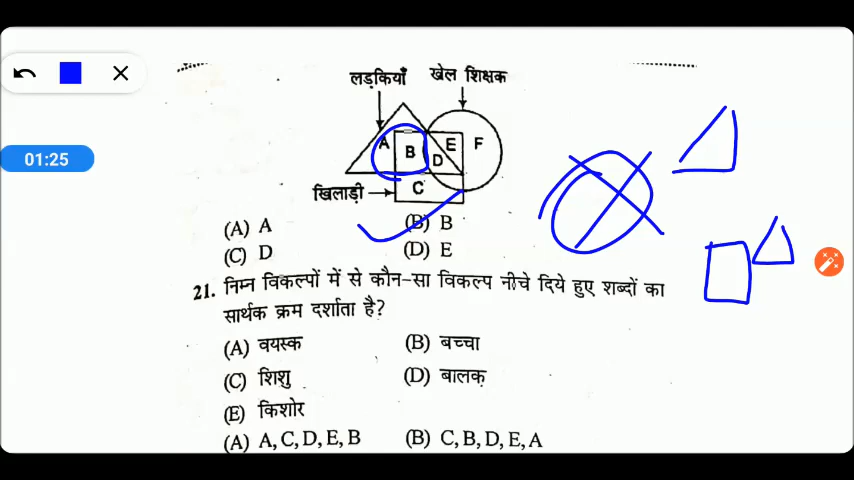 लड़कियाँ खेल शिक्षक
A B E F
D
खिलाड़ी C
(A) A (B) B
(C) D (D) E
01:25
21. निम्न विकल्पों में से कौन-सा विकल्प नीचे दिये हुए शब्दों का
सार्थक क्रम दर्शाता है?
(A) वयस्क (B) बच्चा
(C) शिशु (D) बालक
(E) किशोर
(A) A, C, D, E, B (B) C, B, D, E, A